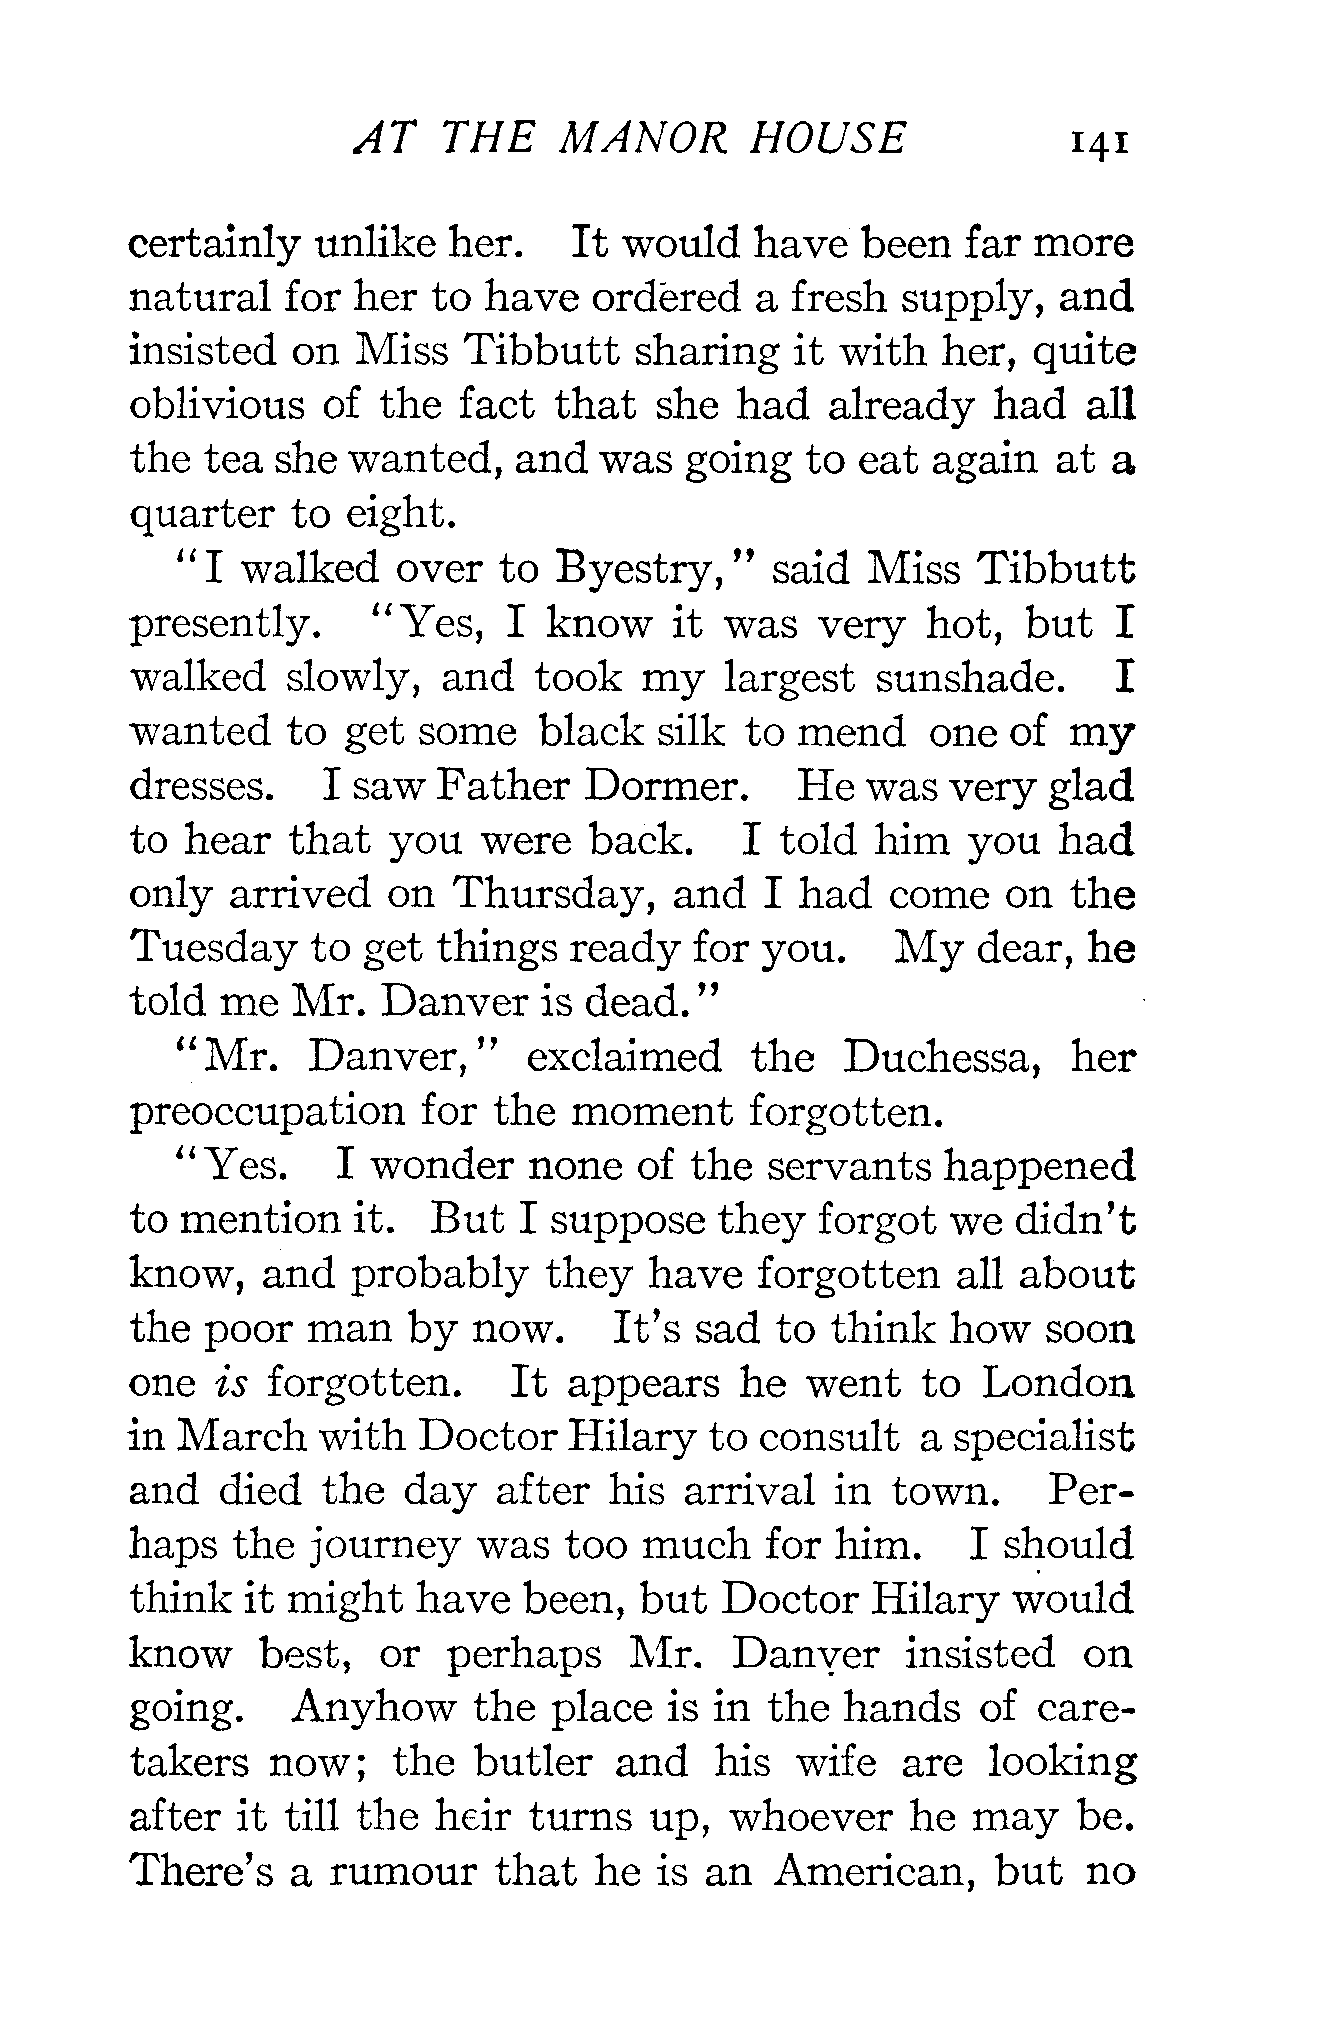 AT THE MANOR HOUSE 141
certainly unlike her. It would have been far more
natural for her to have ordered a fresh supply, and
insisted on Miss Tibbutt sharing it with her, quite
oblivious of the fact that she had already had all
the tea she wanted, and was going to eat again at a
quarter to eight.
"I walked over to Byestry," said Miss Tibbutt
presently. "Yes, I know it was very hot, but I
walked slowly, and took my largest sunshade. I
wanted to get some black silk to mend one of my
dresses. I saw Father Dormer. He was very glad
to hear that you were back. I told him you had
only arrived on Thursday, and I had come on the
Tuesday to get things ready for you. My dear, he
told me Mr. Danver is dead."
"Mr. Danver," exclaimed the Duchessa, her
preoccupation for the moment forgotten.
"Yes. I wonder none of the servants happened
to mention it. But I suppose they forgot we didn't
know, and probably they have forgotten all about
the poor man by now. It's sad to think how soon
one is forgotten. It appears he went to London
in March with Doctor Hilary to consult a specialist
and died the day after his arrival in town. Per-
haps the journey was too much for him. I should
think it might have been, but Doctor Hilary would
know best, or perhaps Mr. Danver insisted on
going. Anyhow the place is in the hands of care-
takers now; the butler and his wife are looking
after it till the heir turns up, whoever he may be.
There's a rumour that he is an American, but no